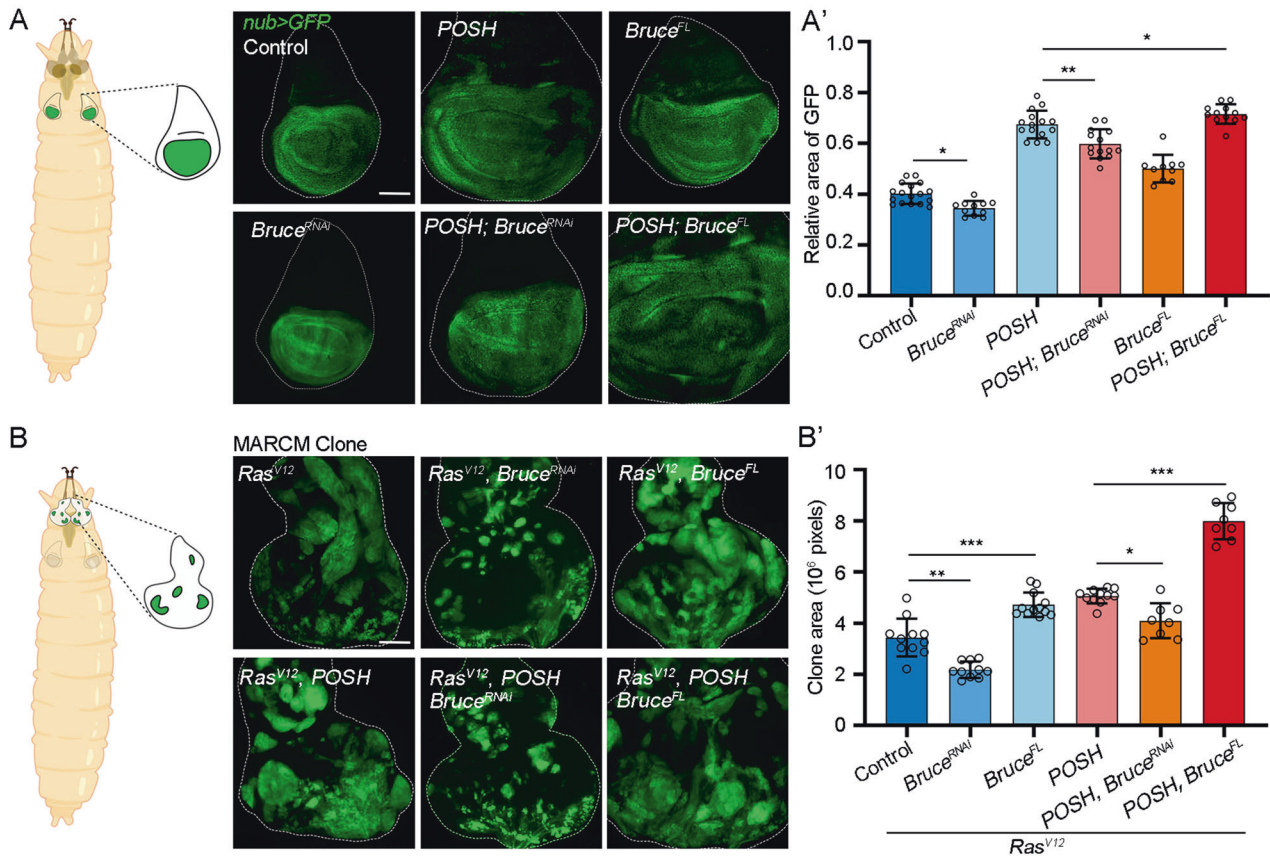 A
nub>GFP
Control
POSH
Bruce^FL
Bruce^RNAi
POSH; Bruce^RNAi
POSH; Bruce^FL
A'
Relative area of GFP
1.0
0.8
0.6
0.4
0.2
0.0
*
**
*
Control
Bruce^RNAi
POSH
POSH; Bruce^RNAi
Bruce^FL
POSH; Bruce^FL
B
MARCM Clone
Ras^V12
Ras^V12, Bruce^RNAi
Ras^V12, Bruce^FL
Ras^V12, POSH
Ras^V12, POSH
Bruce^RNAi
Ras^V12, POSH
Bruce^FL
B'
Clone area (10^6 pixels)
10
8
6
4
2
0
**
***
*
***
Control
Bruce^RNAi
Bruce^FL
POSH
POSH, Bruce^RNAi
POSH, Bruce^FL
Ras^V12